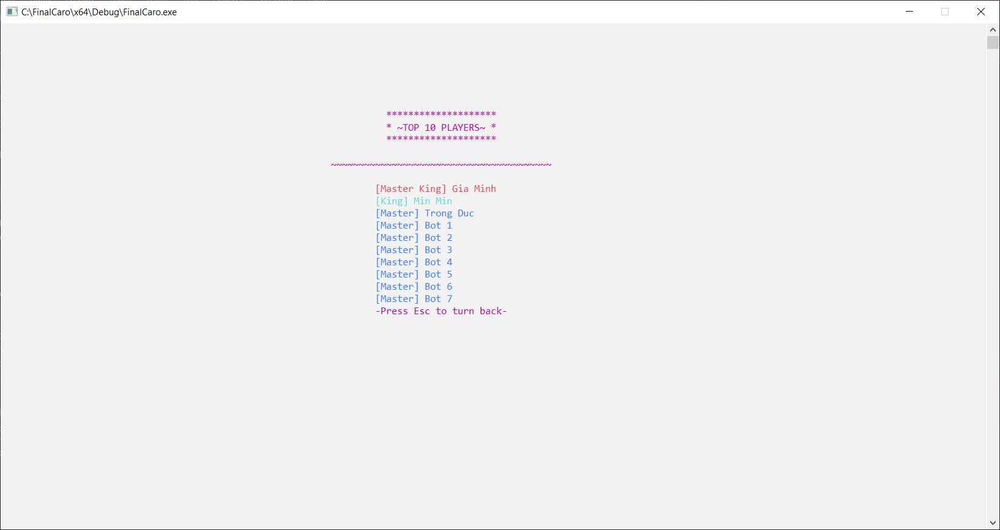 C:\FinalCaro\x64\Debug\FinalCaro.exe
********************
* ~TOP 10 PLAYERS~ *
********************
~~~~~~~~~~~~~~~~~~~~~~~~~~~~~~~~~~~~~~~~
[Master King] Gia Minh
[King] Min Min
[Master] Trong Duc
[Master] Bot 1
[Master] Bot 2
[Master] Bot 3
[Master] Bot 4
[Master] Bot 5
[Master] Bot 6
[Master] Bot 7
-Press Esc to turn back-